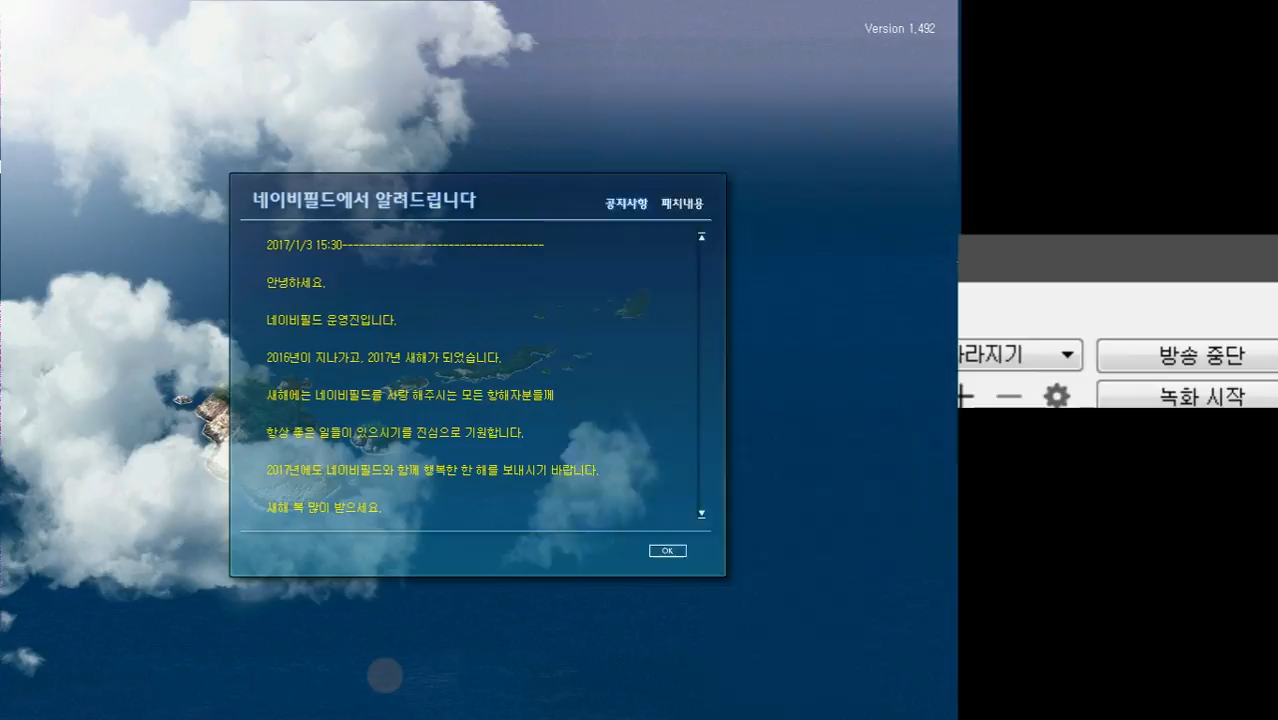 Version 1.492
네이비필드에서 알려드립니다
공지사항 패치내용
2017/1/3 15:30-------------------------------------
안녕하세요.
네이비필드 운영진입니다.
2016년이 지나가고, 2017년 새해가 되었습니다.
새해에는 네이비필드를 사랑 해주시는 모든 항해자분들께
항상 좋은 일들이 있으시기를 진심으로 기원합니다.
2017년에도 네이비필드와 함께 행복한 한 해를 보내시기 바랍니다.
새해 복 많이 받으세요.
OK
라지기
방송 중단
녹화 시작